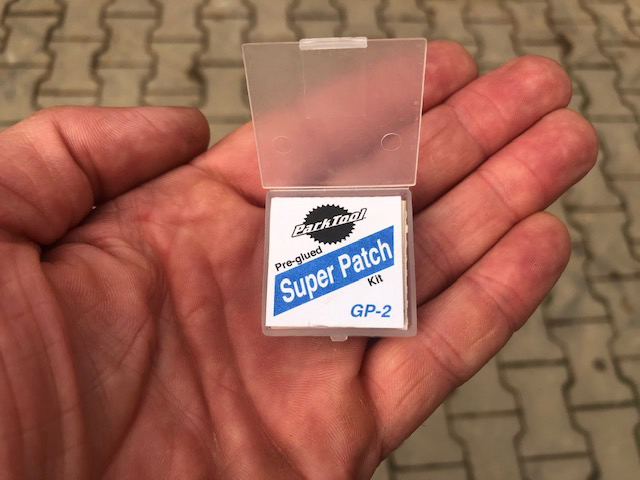 ParkTool
Pre-glued
Super Patch
Kit
GP-2